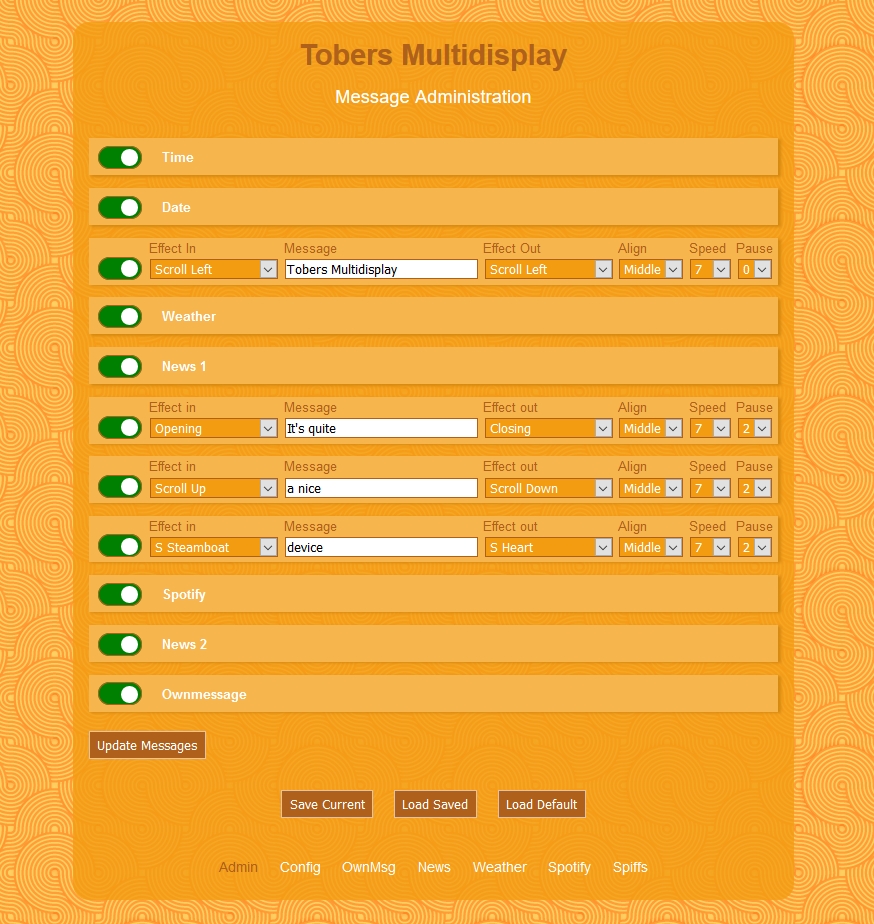 Tobers Multidisplay
Message Administration
Time
Date
Effect In Message Effect Out Align Speed Pause
Scroll Left Tobers Multidisplay Scroll Left Middle 7 0
Weather
News 1
Effect in Message Effect out Align Speed Pause
Opening It's quite Closing Middle 7 2
Effect in Message Effect out Align Speed Pause
Scroll Up a nice Scroll Down Middle 7 2
Effect in Message Effect out Align Speed Pause
S Steamboat device S Heart Middle 7 2
Spotify
News 2
Ownmessage
Update Messages
Save Current Load Saved Load Default
Admin Config OwnMsg News Weather Spotify Spiffs